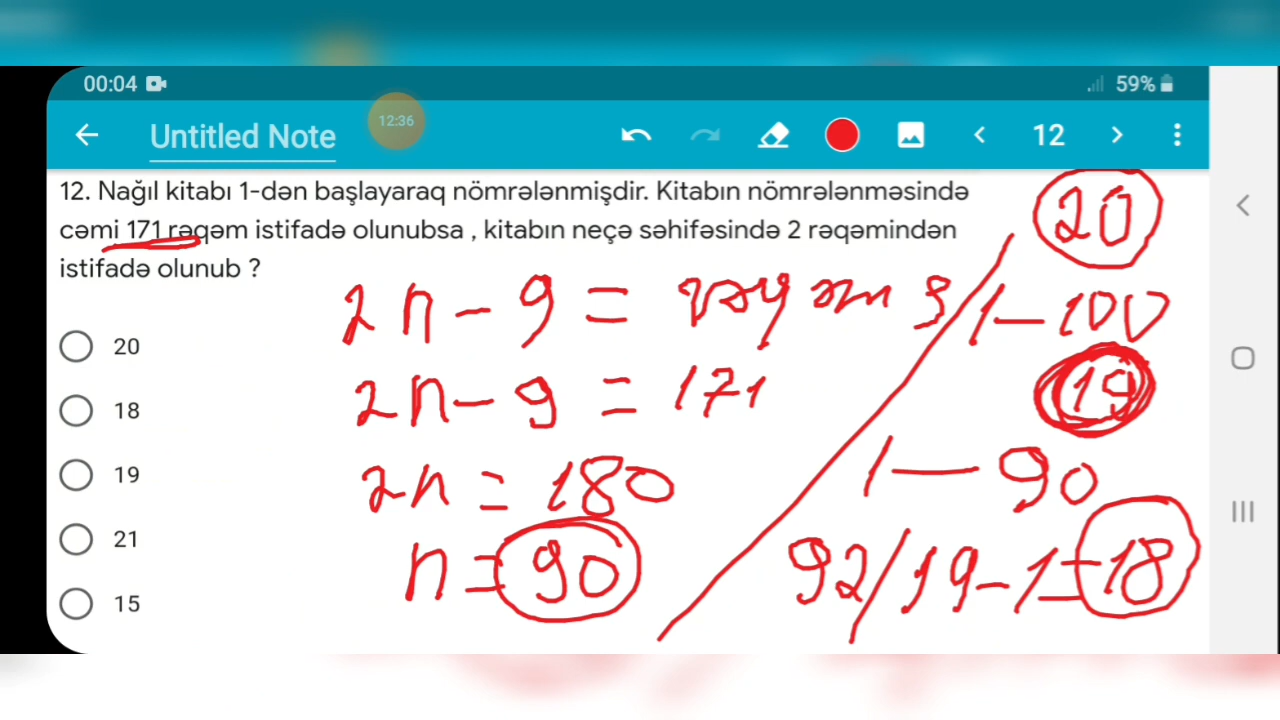 00:04 59%
12:36
Untitled Note 12
12. Nağıl kitabı 1-dən başlayaraq nömrələnmişdir. Kitabın nömrələnməsində
cəmi 171 rəqəm istifadə olunubsa , kitabın neçə səhifəsində 2 rəqəmindən
istifadə olunub ?
20
18
19
21
15
2n-9= rəqəm s
2n-9=171
2n=180
n=90
20
1-100
19
1-90
92/19-1=18